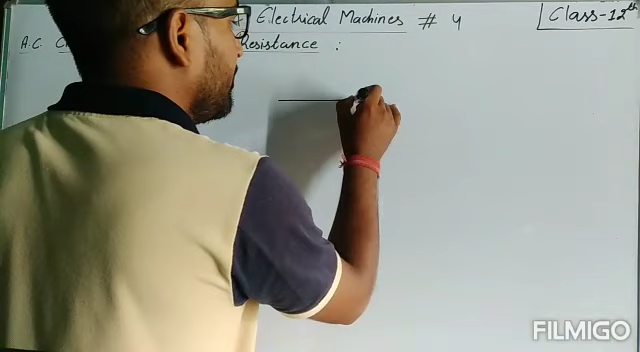 Electrical Machines # 4
Class-12th
A.C. Resistance :
FILMIGO